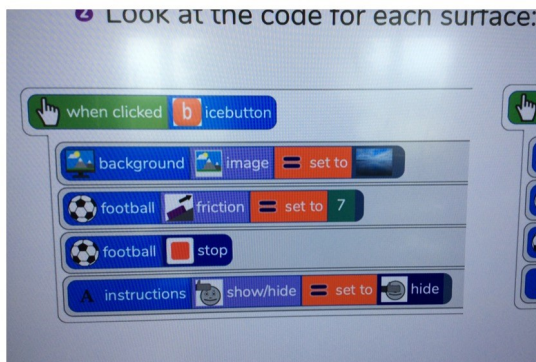 2 Look at the code for each surface:
when clicked b icebutton
background image = set to
football friction = set to 7
football stop
A instructions show/hide = set to hide